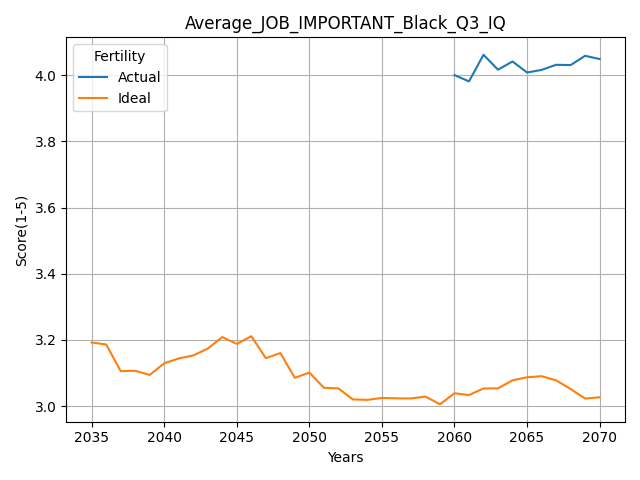 Average_JOB_IMPORTANT_Black_Q3_IQ
Fertility
Actual
Ideal
4.0
3.8
3.6
3.4
3.2
3.0
Score(1-5)
2035 2040 2045 2050 2055 2060 2065 2070
Years